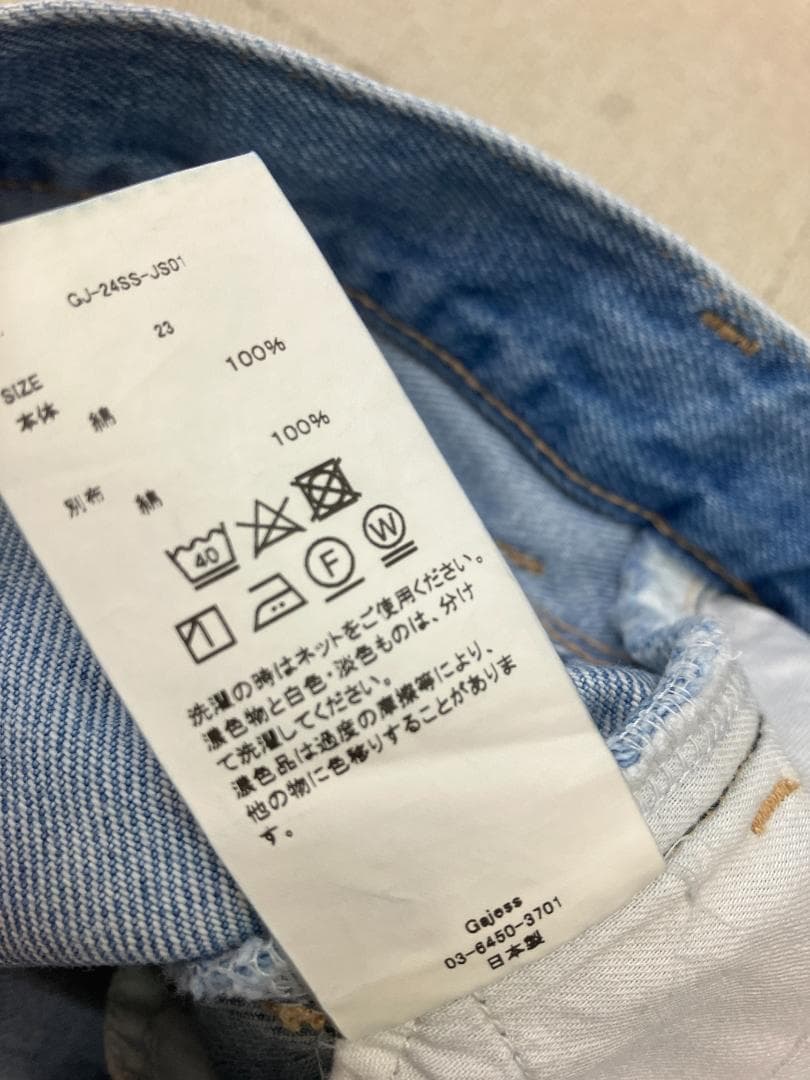 GJ-24SS-JS01
SIZE 23
本体 綿 100%
別布 綿 100%
40
F W
洗濯の時はネットをご使用ください。
濃色物と白色・淡色ものは、分け
て洗濯してください。
濃色品は過度の摩擦等により、
他の物に色移りすることがありま
す。
Gajess
03-6450-3701
日本製